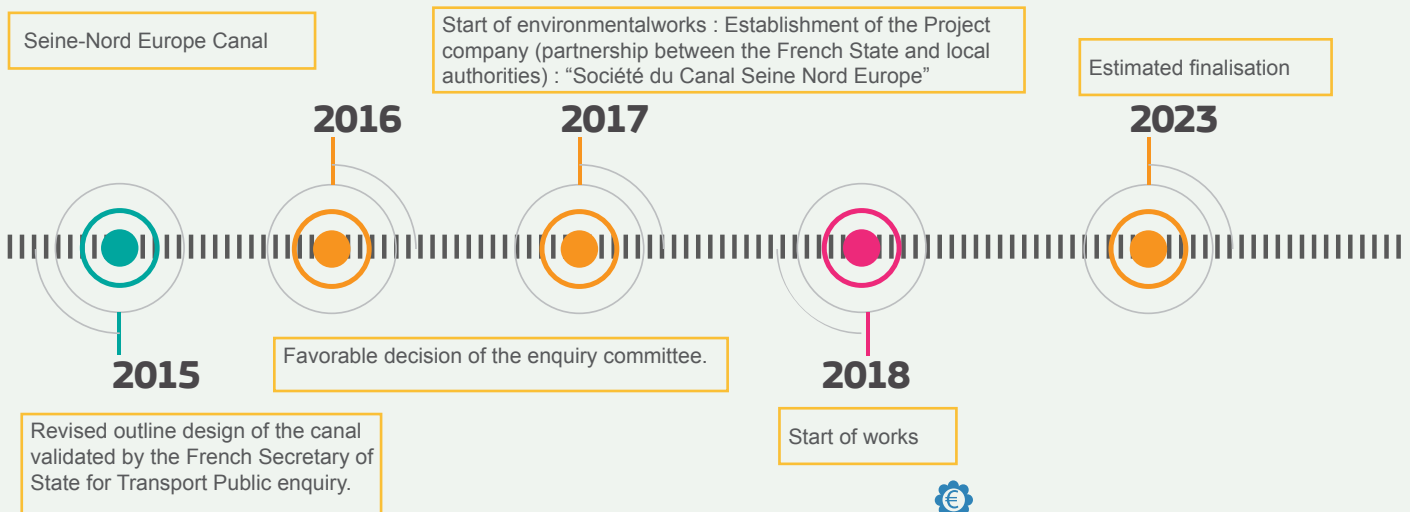 Seine-Nord Europe Canal
Start of environmentalworks : Establishment of the Project
company (partnership between the French State and local
authorities) : “Société du Canal Seine Nord Europe”
Estimated finalisation
2016
2017
2023
2015
Favorable decision of the enquiry committee.
2018
Revised outline design of the canal
validated by the French Secretary of
State for Transport Public enquiry.
Start of works
€